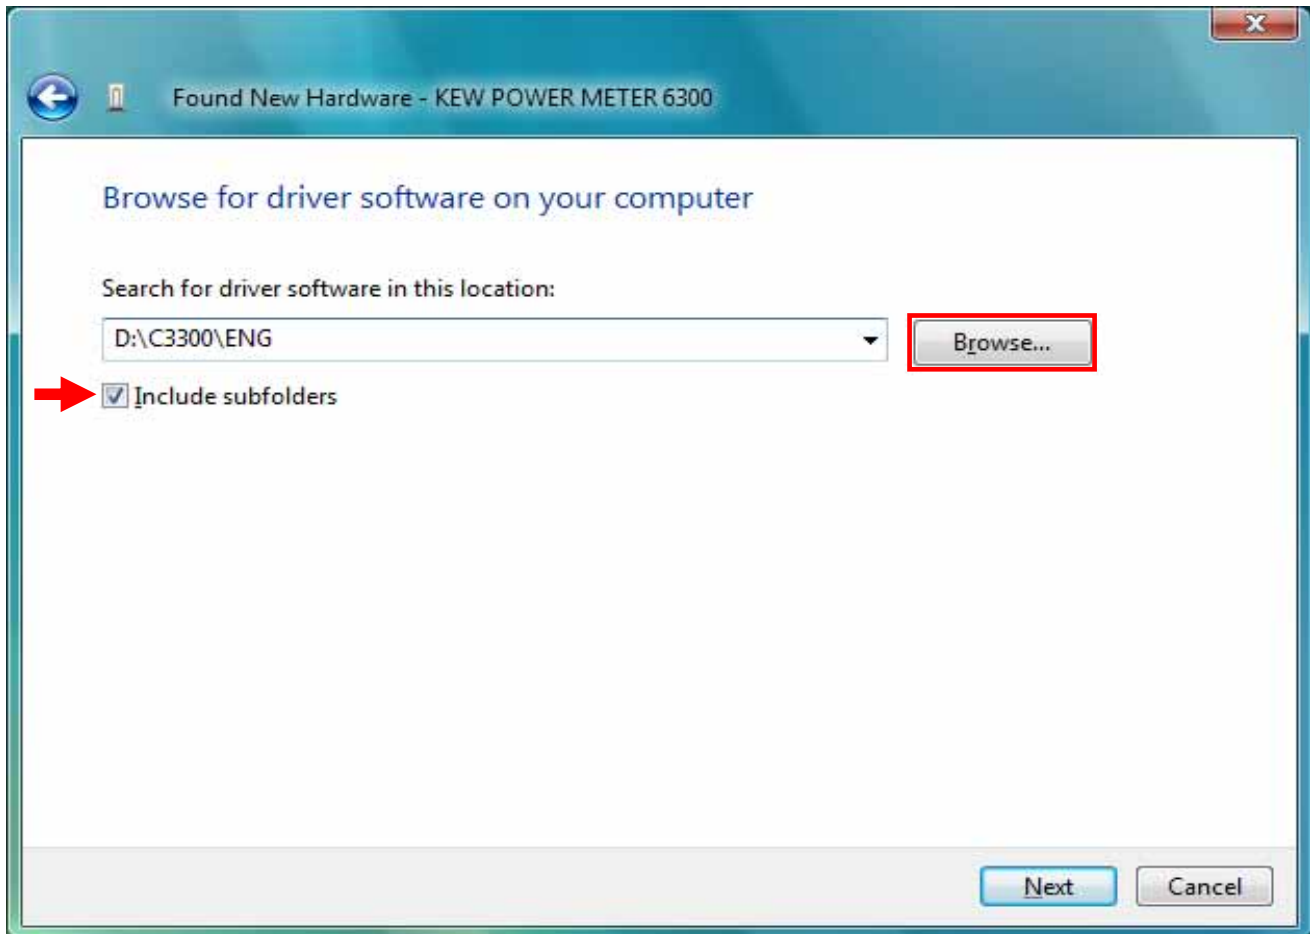 Found New Hardware - KEW POWER METER 6300
Browse for driver software on your computer
Search for driver software in this location:
D:\C3300\ENG
Browse...
Include subfolders
Next
Cancel